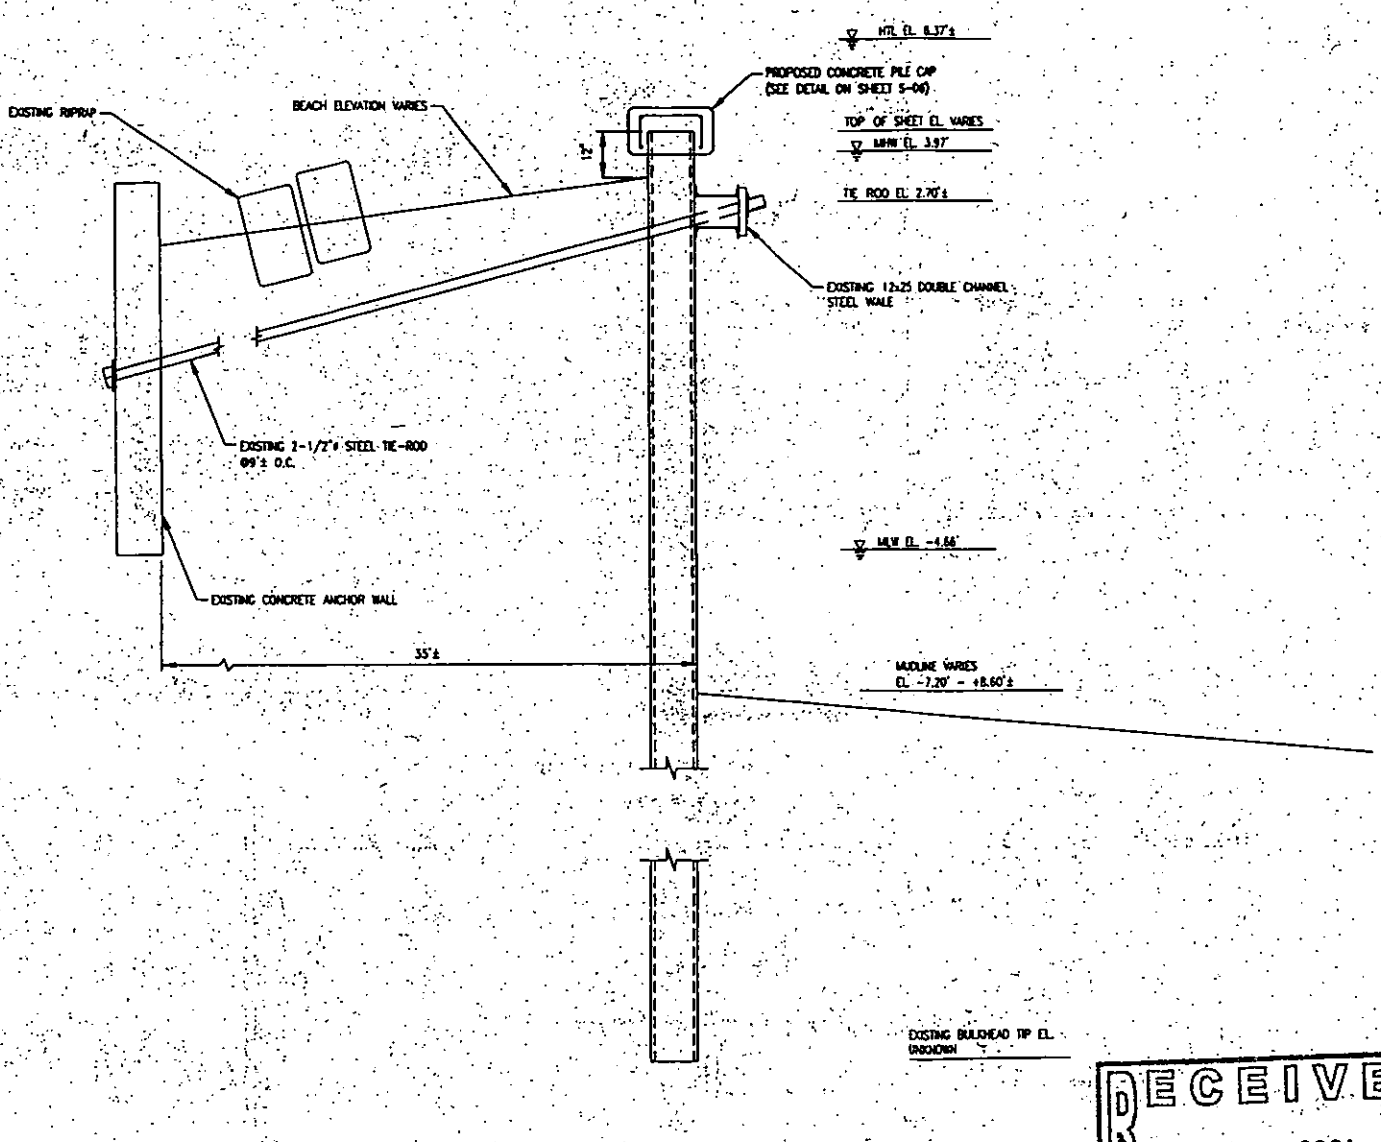 HTL EL. 8.37'±
PROPOSED CONCRETE PILE CAP
(SEE DETAIL ON SHEET S-06)
EXISTING RIPRAP
BEACH ELEVATION VARIES
TOP OF SHEET EL. VARIES
12"
MHW EL. 3.97'
TIE ROD EL. 2.70'±
EXISTING 12x25 DOUBLE CHANNEL
STEEL WALE
EXISTING 2-1/2"ø STEEL TIE-ROD
@9'± O.C.
MLW EL. -4.66'
EXISTING CONCRETE ANCHOR WALL
35'±
MUDLINE VARIES
EL. -7.20' - +8.60'±
EXISTING BULKHEAD TIP EL.
UNKNOWN
RECEIVE